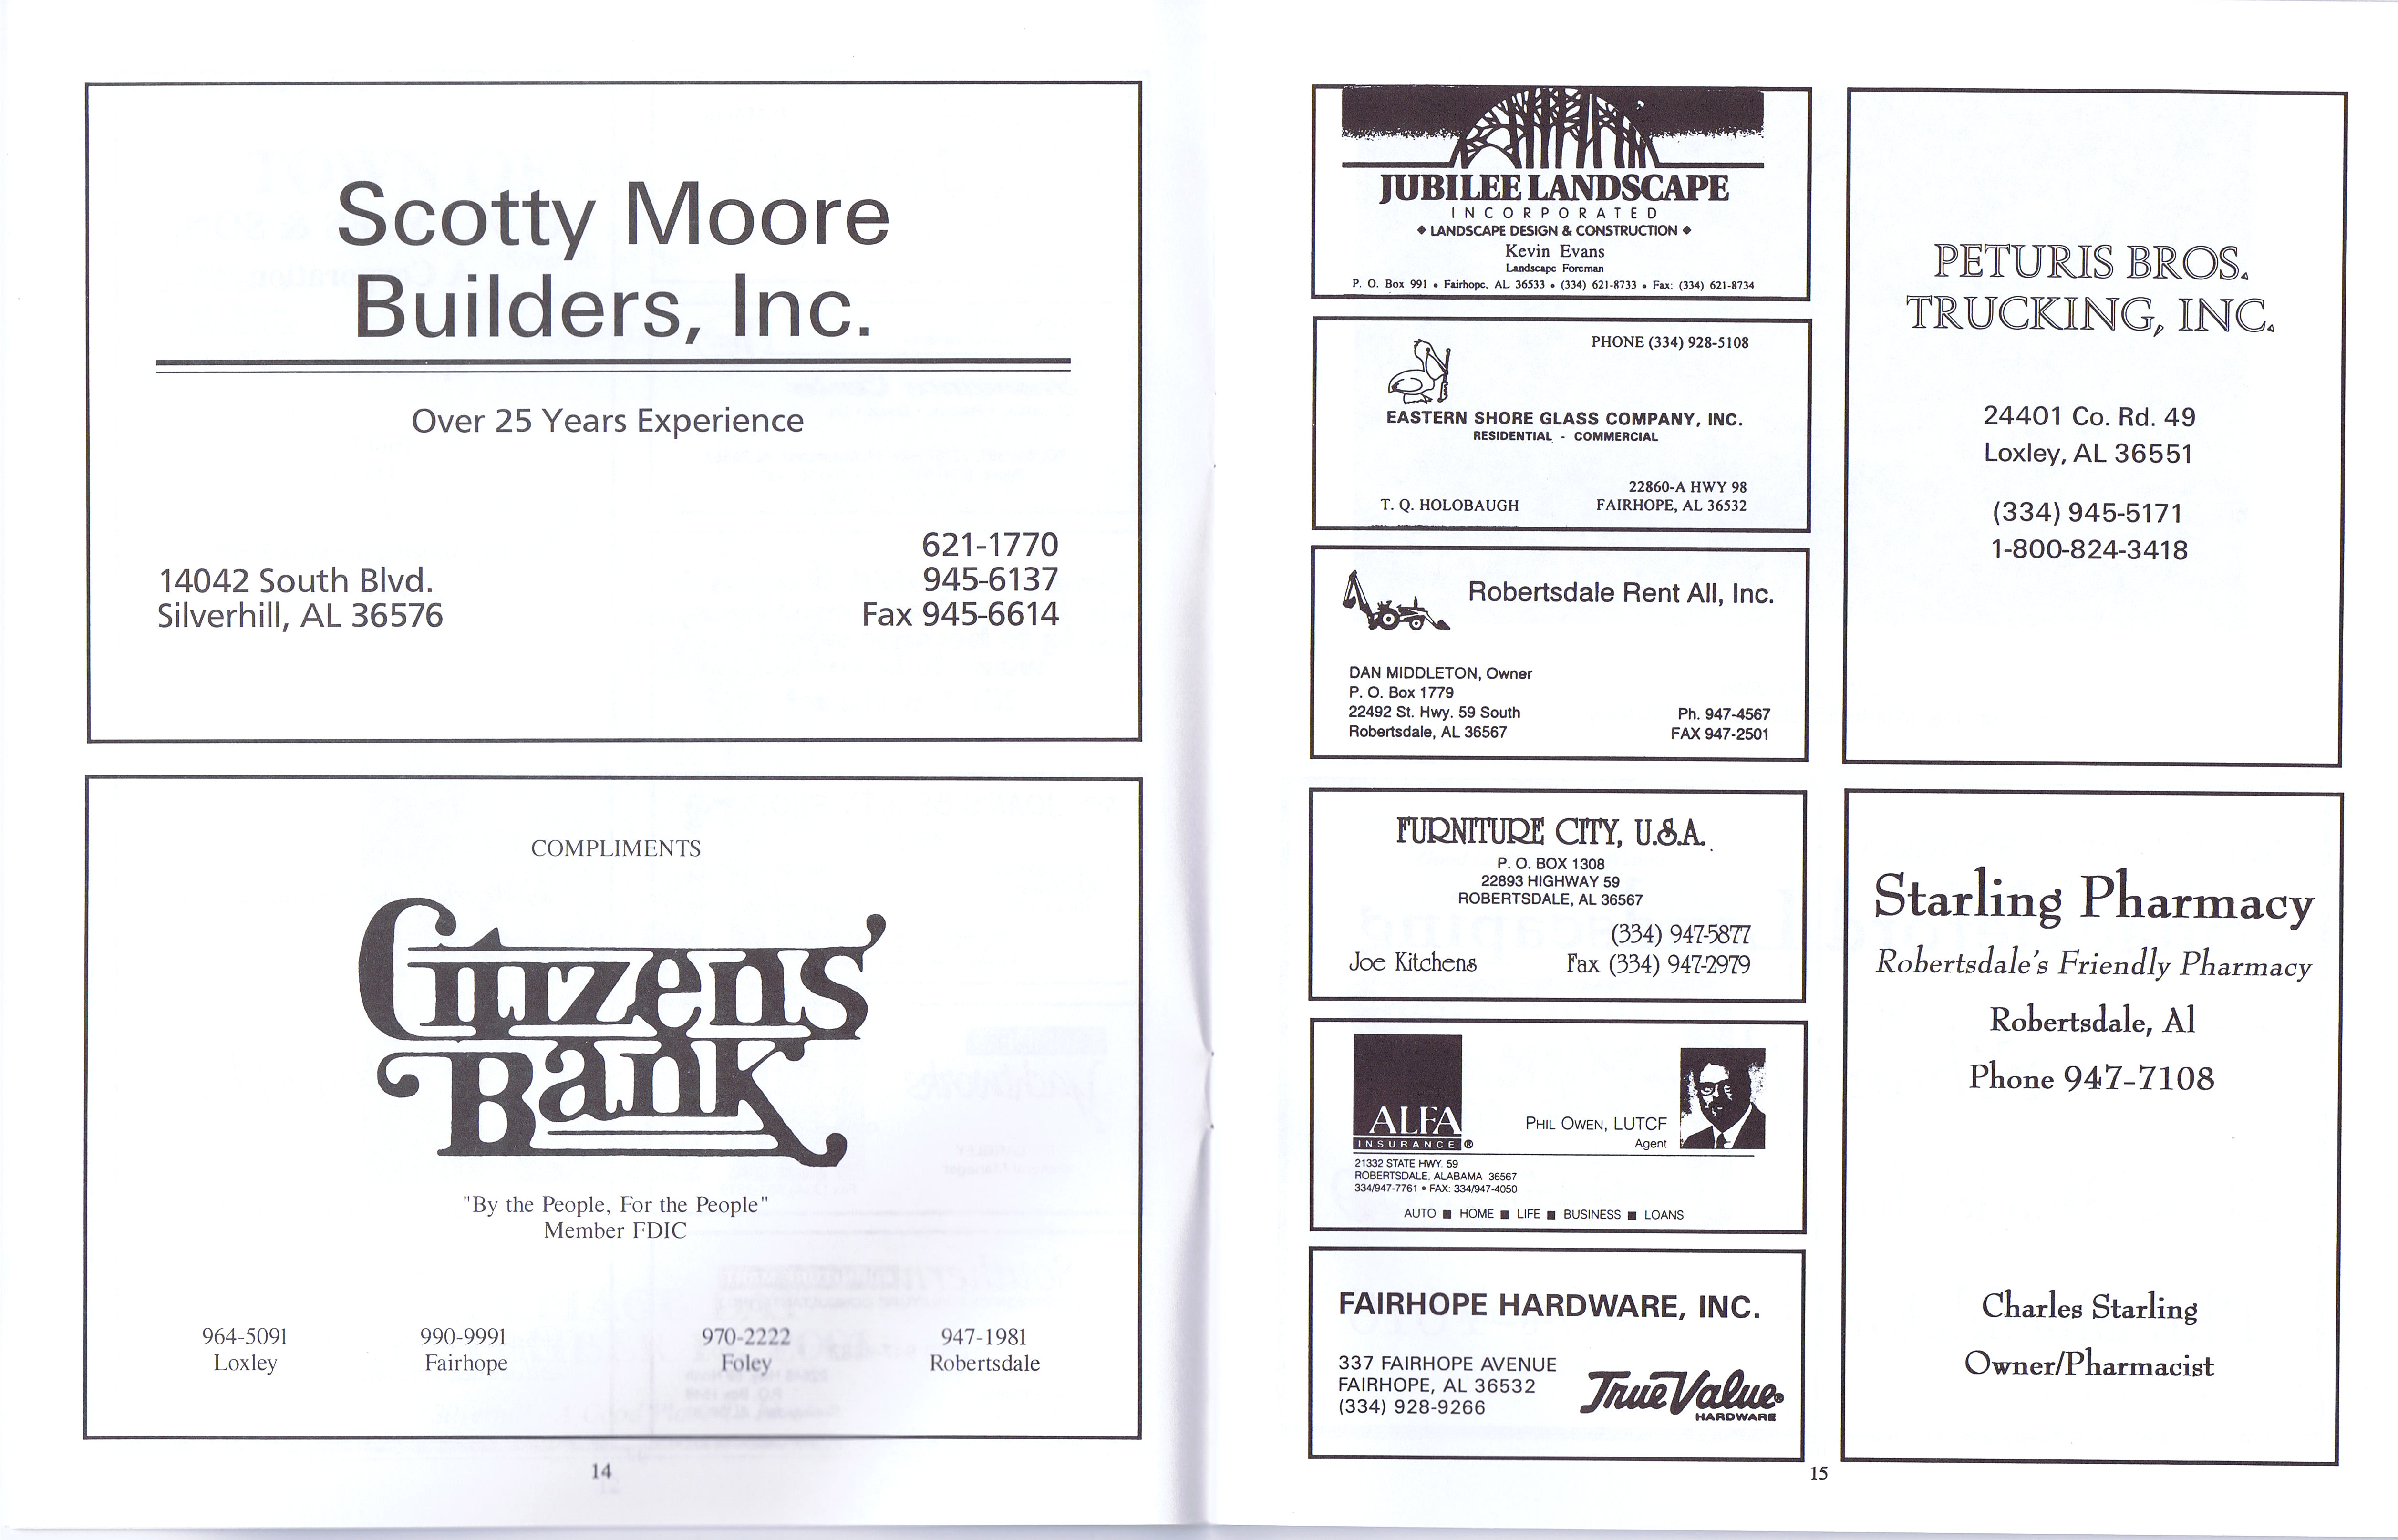 Scotty Moore
Builders, Inc.
Over 25 Years Experience
14042 South Blvd.
Silverhill, AL 36576
621-1770
945-6137
Fax 945-6614
COMPLIMENTS
Citizens'
Bank
"By the People, For the People"
Member FDIC
964-5091
Loxley
990-9991
Fairhope
970-2222
Foley
947-1981
Robertsdale
14
JUBILEE LANDSCAPE
INCORPORATED
◆ LANDSCAPE DESIGN & CONSTRUCTION ◆
Kevin Evans
Landscape Foreman
P. O. Box 991 • Fairhope, AL 36533 • (334) 621-8733 • Fax: (334) 621-8734
PHONE (334) 928-5108
EASTERN SHORE GLASS COMPANY, INC.
RESIDENTIAL - COMMERCIAL
T. Q. HOLOBAUGH
22860-A HWY 98
FAIRHOPE, AL 36532
Robertsdale Rent All, Inc.
DAN MIDDLETON, Owner
P. O. Box 1779
22492 St. Hwy. 59 South
Robertsdale, AL 36567
Ph. 947-4567
FAX 947-2501
FURNITURE CITY, U.S.A.
P. O. BOX 1308
22893 HIGHWAY 59
ROBERTSDALE, AL 36567
Joe Kitchens
(334) 947-5877
Fax (334) 947-2979
ALFA
INSURANCE®
PHIL OWEN, LUTCF
Agent
21332 STATE HWY. 59
ROBERTSDALE, ALABAMA 36567
334/947-7761 • FAX: 334/947-4050
AUTO ■ HOME ■ LIFE ■ BUSINESS ■ LOANS
FAIRHOPE HARDWARE, INC.
337 FAIRHOPE AVENUE
FAIRHOPE, AL 36532
(334) 928-9266
True Value®
HARDWARE
PETURIS BROS.
TRUCKING, INC.
24401 Co. Rd. 49
Loxley, AL 36551
(334) 945-5171
1-800-824-3418
Starling Pharmacy
Robertsdale's Friendly Pharmacy
Robertsdale, Al
Phone 947-7108
Charles Starling
Owner/Pharmacist
15